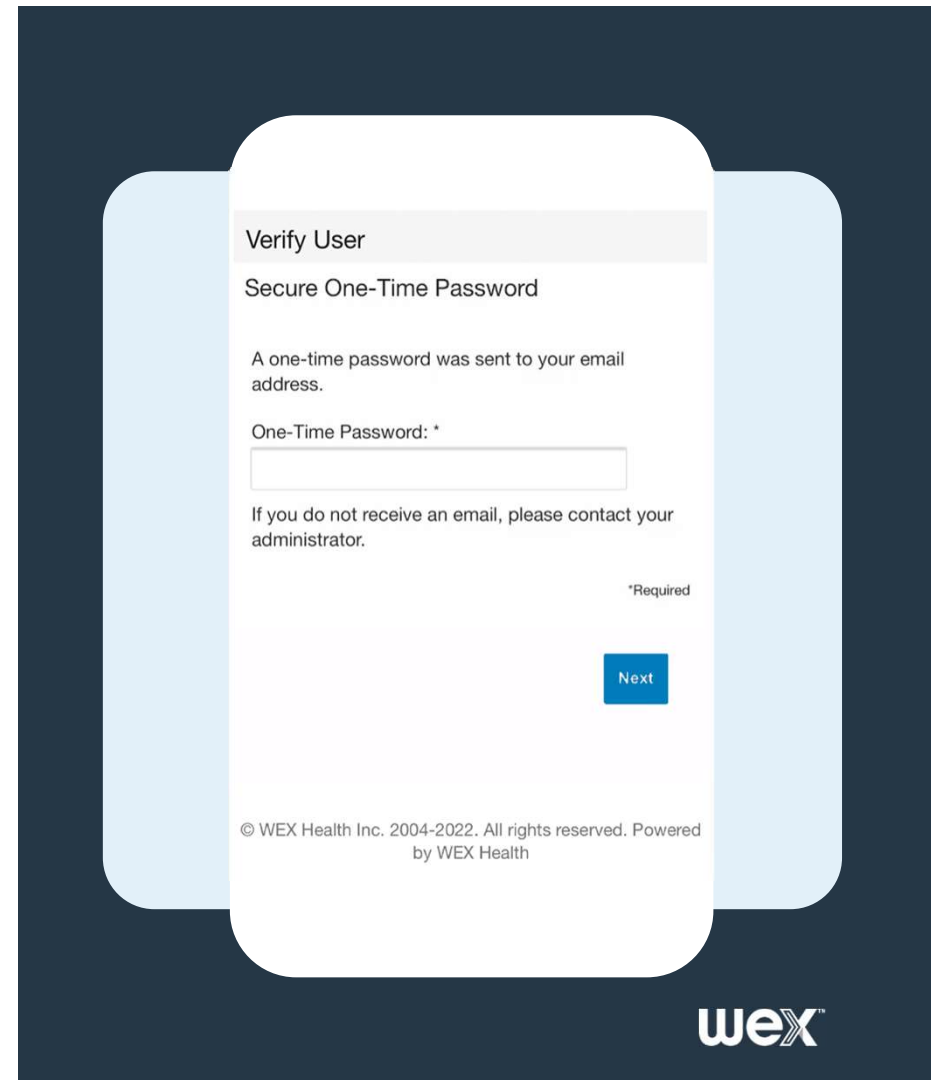 Verify User
Secure One-Time Password
A one-time password was sent to your email
address.
One-Time Password: *
If you do not receive an email, please contact your
administrator.
*Required
Next
© WEX Health Inc. 2004-2022. All rights reserved. Powered
by WEX Health
wex™